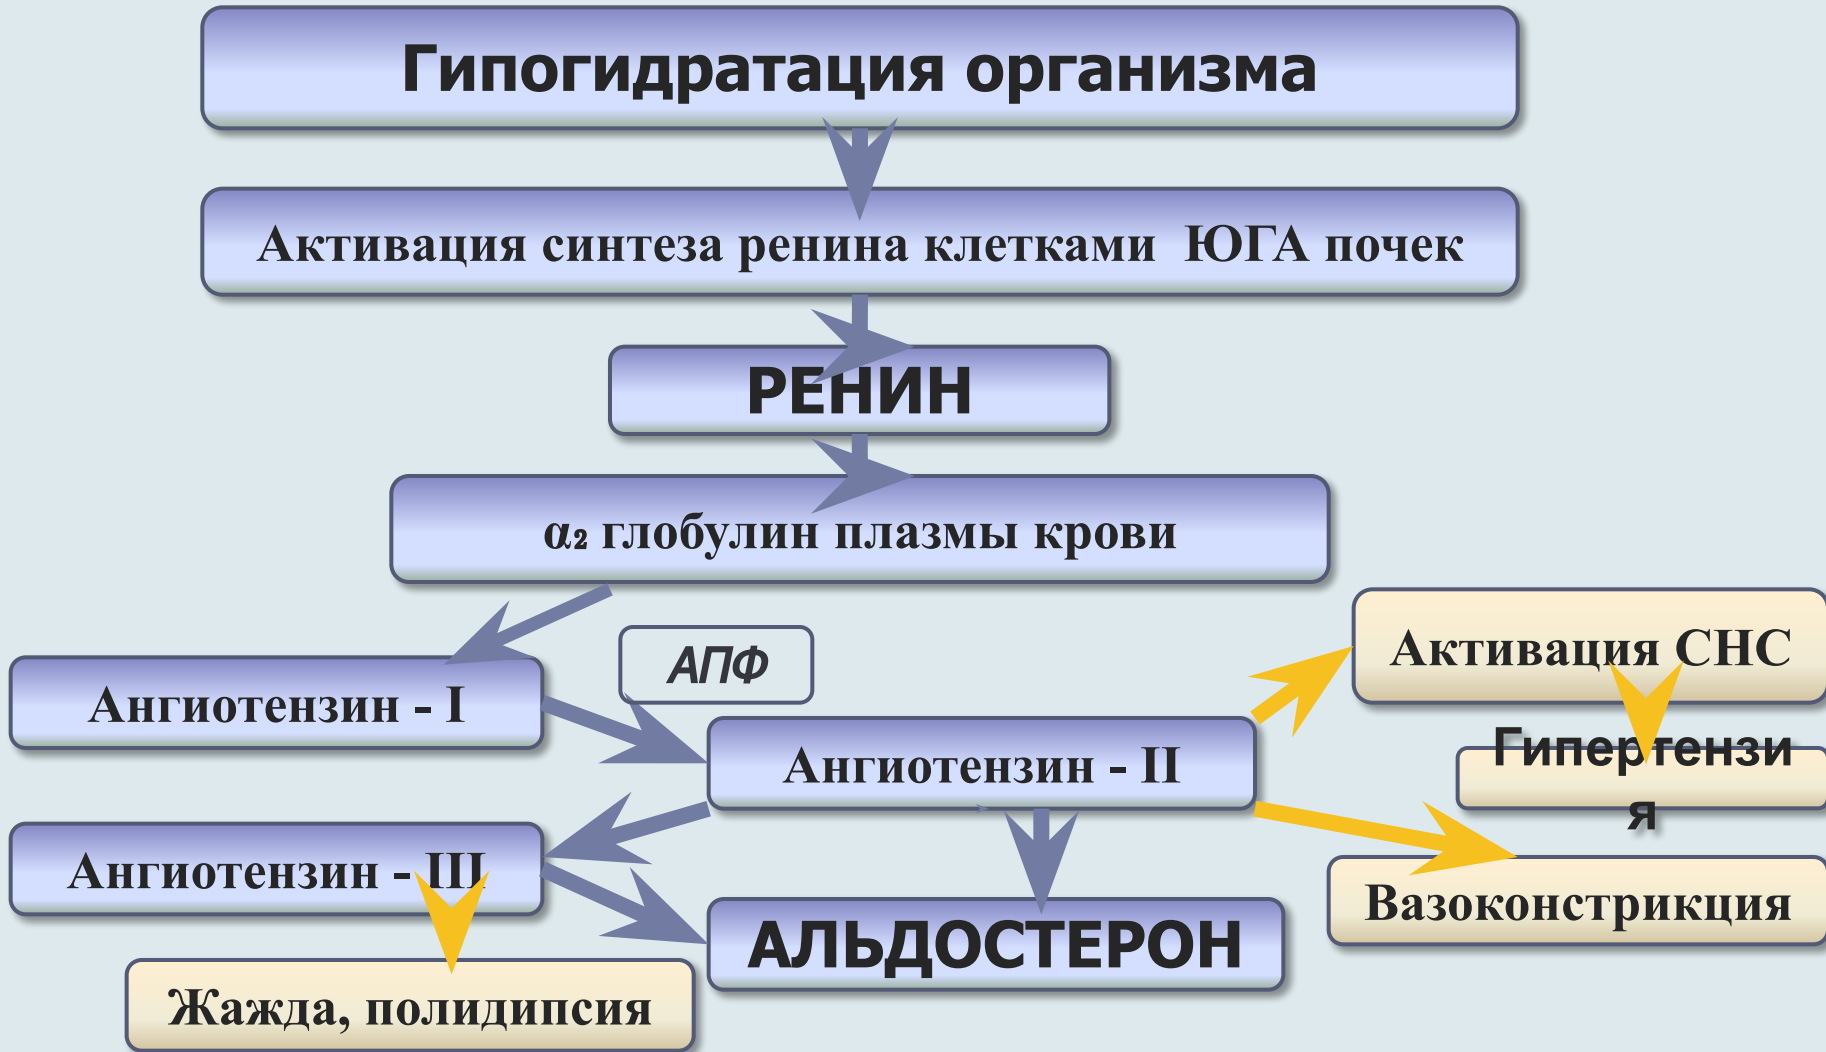 Гипогидратация организма
Активация синтеза ренина клетками ЮГА почек
РЕНИН
α₂ глобулин плазмы крови
АПФ
Активация СНС
Ангиотензин - I
Гипертензи
я
Ангиотензин - II
Ангиотензин - III
Вазоконстрикция
АЛЬДОСТЕРОН
Жажда, полидипсия